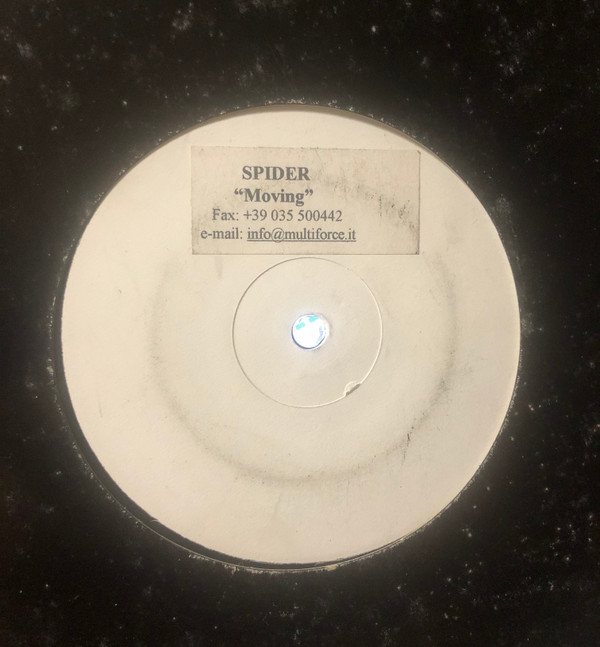 SPIDER
“Moving”
Fax: +39 035 500442
e-mail: info@multiforce.it